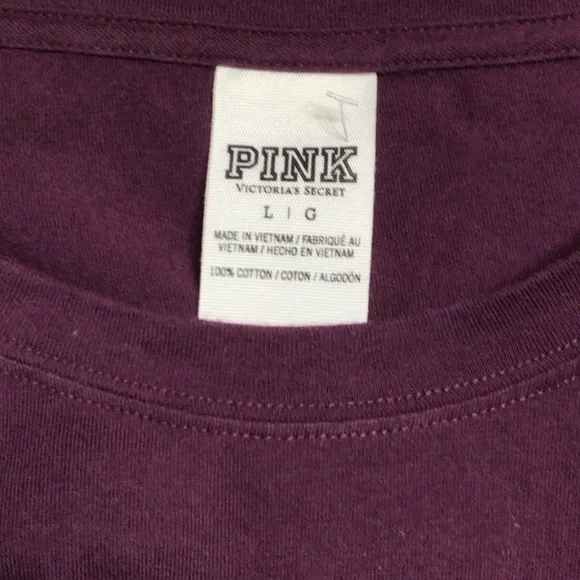 PINK
VICTORIA'S SECRET
L | G
MADE IN VIETNAM / FABRIQUÉ AU
VIETNAM / HECHO EN VIETNAM
100% COTTON / COTON / ALGODÓN